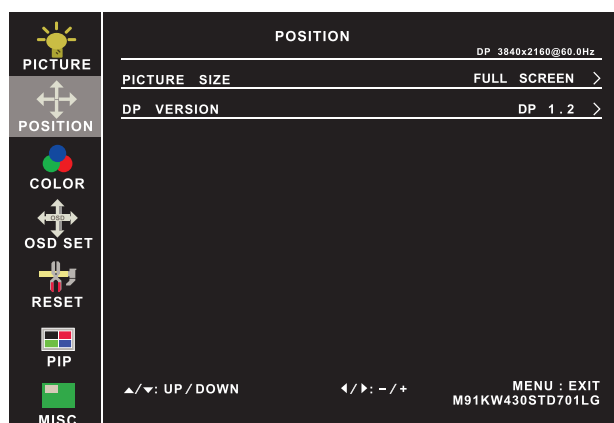 POSITION
DP 3840x2160@60.0Hz
PICTURE
POSITION
COLOR
OSD
OSD SET
RESET
PIP
MISC
PICTURE SIZE FULL SCREEN >
DP VERSION DP 1.2 >
▲/▼: UP/DOWN ◀/▶: -/+ MENU : EXIT
M91KW430STD701LG